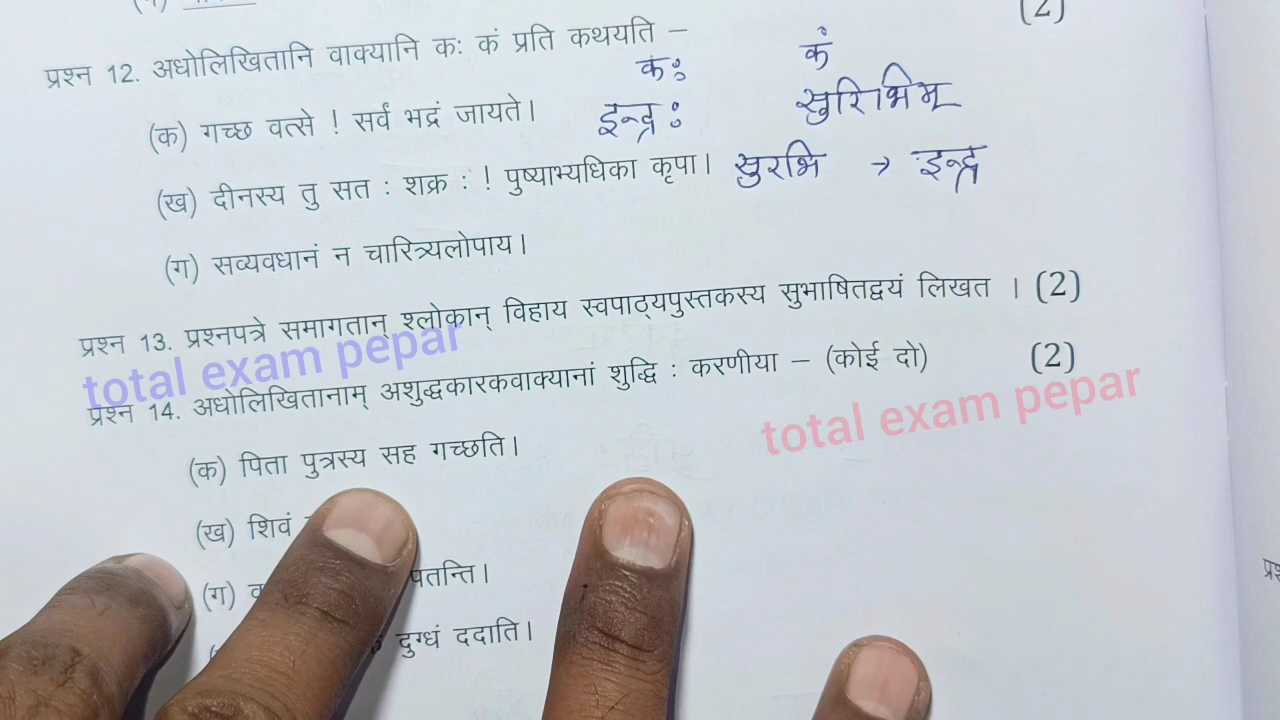 (2)
प्रश्न 12. अधोलिखितानि वाक्यानि कः कं प्रति कथयति –
कः कं
(क) गच्छ वत्से ! सर्वं भद्रं जायते। इन्द्रः सुरिभिम्
(ख) दीनस्य तु सत : शक्र : ! पुष्याभ्यधिका कृपा। सुरभि → इन्द्र
(ग) सव्यवधानं न चारित्र्यलोपाय।
प्रश्न 13. प्रश्नपत्रे समागतान् श्लोकान् विहाय स्वपाठ्यपुस्तकस्य सुभाषितद्वयं लिखत । (2)
total exam pepar
प्रश्न 14. अधोलिखितानाम् अशुद्धकारकवाक्यानां शुद्धि : करणीया – (कोई दो) (2)
total exam pepar
(क) पिता पुत्रस्य सह गच्छति।
(ख) शिवं
(ग) पतन्ति।
दुग्धं ददाति।